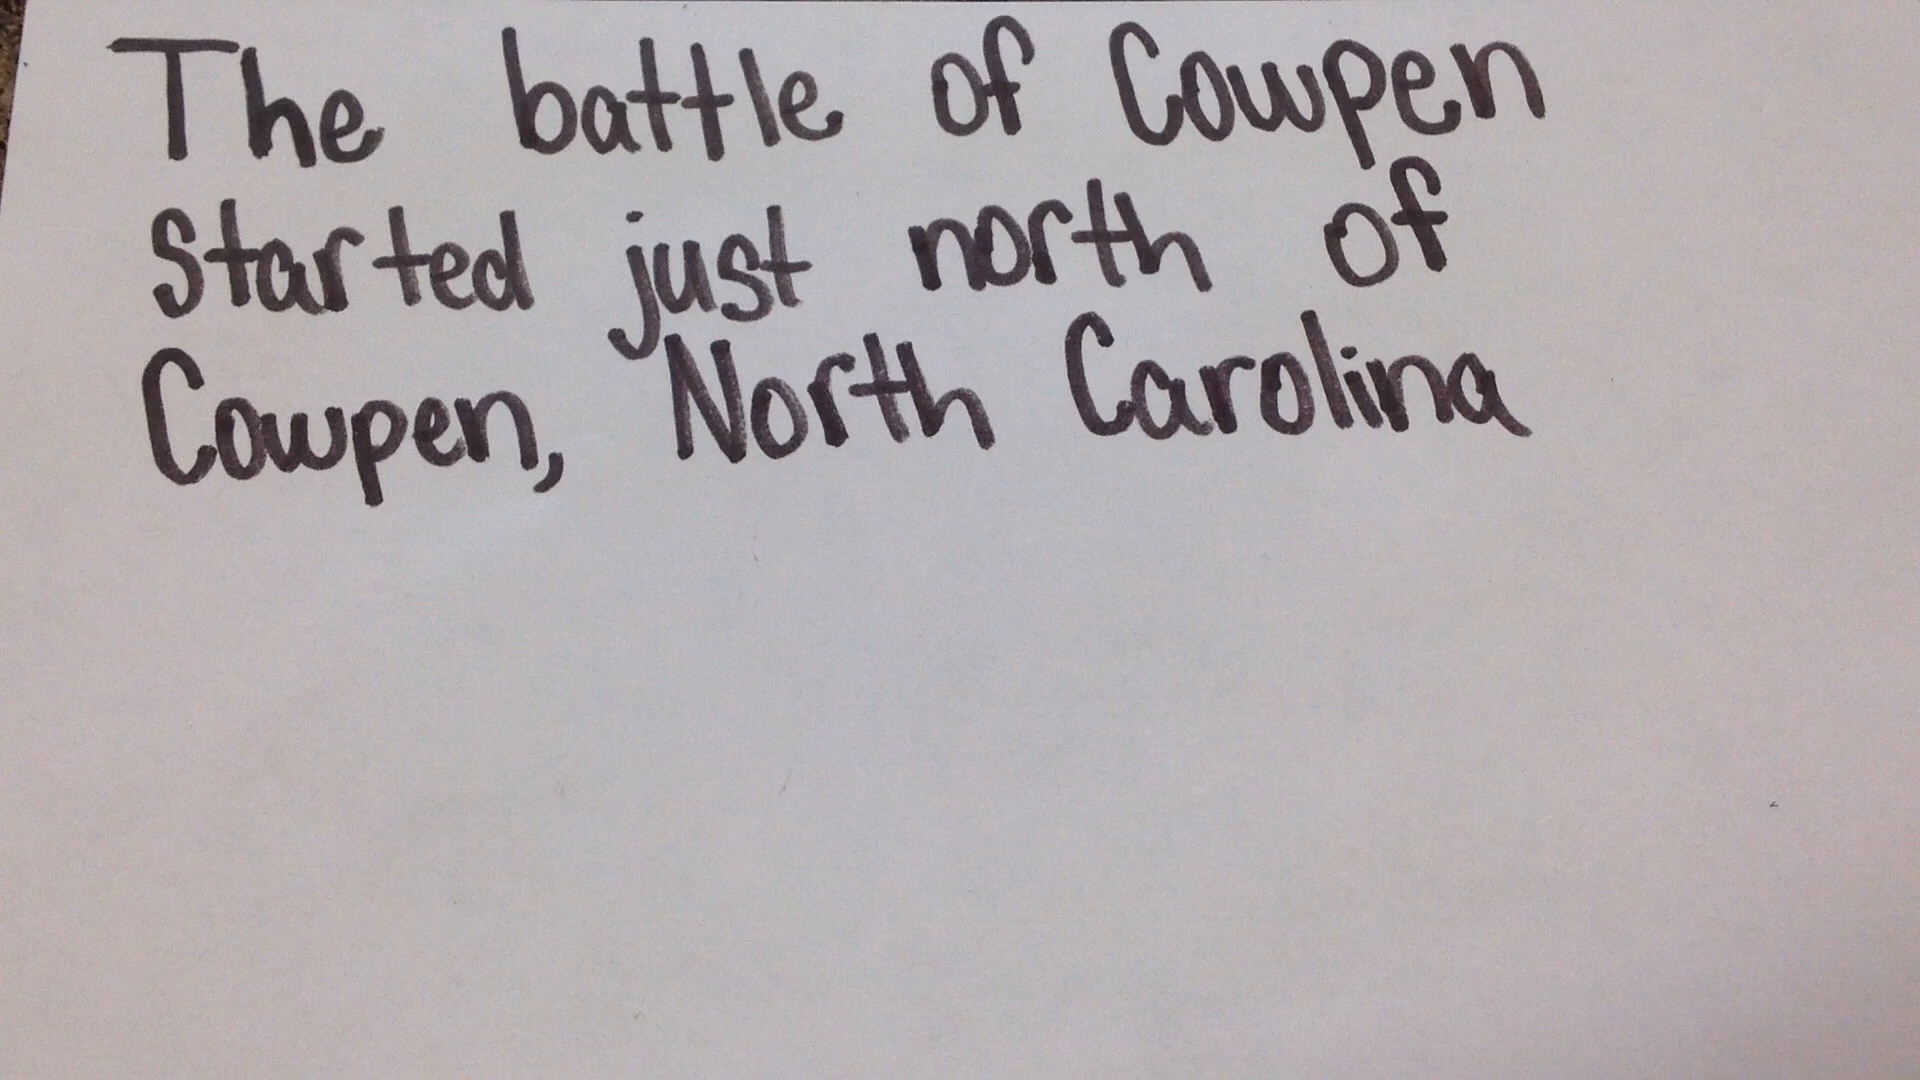 The battle of Cowpen
started just north of
Cowpen, North Carolina